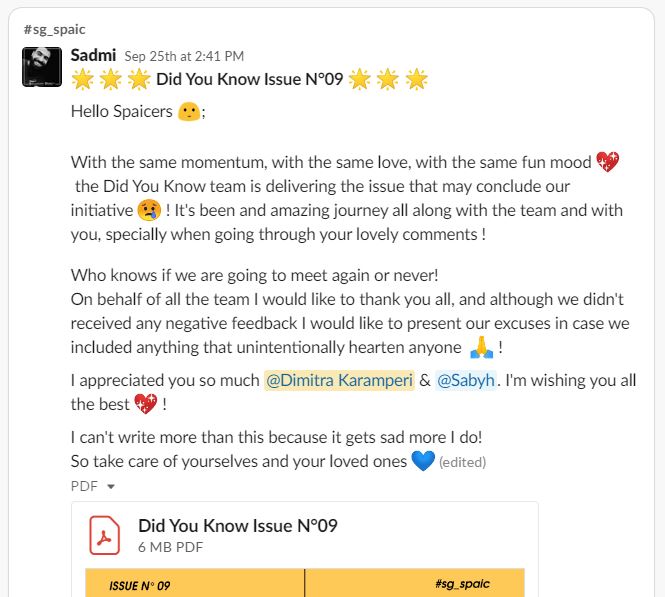 #sg_spaic
Sadmi Sep 25th at 2:41 PM
🌟 🌟 🌟 Did You Know Issue N°09 🌟 🌟 🌟
Hello Spaicers 🙂;
With the same momentum, with the same love, with the same fun mood 💖
the Did You Know team is delivering the issue that may conclude our
initiative 😢 ! It's been and amazing journey all along with the team and with
you, specially when going through your lovely comments !
Who knows if we are going to meet again or never!
On behalf of all the team I would like to thank you all, and although we didn't
received any negative feedback I would like to present our excuses in case we
included anything that unintentionally hearten anyone 🙏 !
I appreciated you so much @Dimitra Karamperi & @Sabyh. I'm wishing you all
the best 💖 !
I can't write more than this because it gets sad more I do!
So take care of yourselves and your loved ones 💙 (edited)
PDF
Did You Know Issue N°09
6 MB PDF
ISSUE N° 09
#sg_spaic